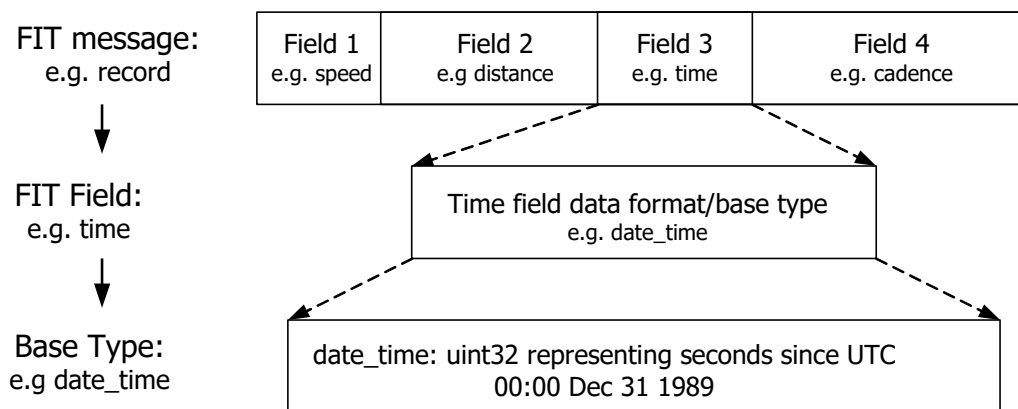 FIT message:
e.g. record
Field 1
e.g. speed
Field 2
e.g distance
Field 3
e.g. time
Field 4
e.g. cadence
FIT Field:
e.g. time
Time field data format/base type
e.g. date_time
Base Type:
e.g date_time
date_time: uint32 representing seconds since UTC
00:00 Dec 31 1989